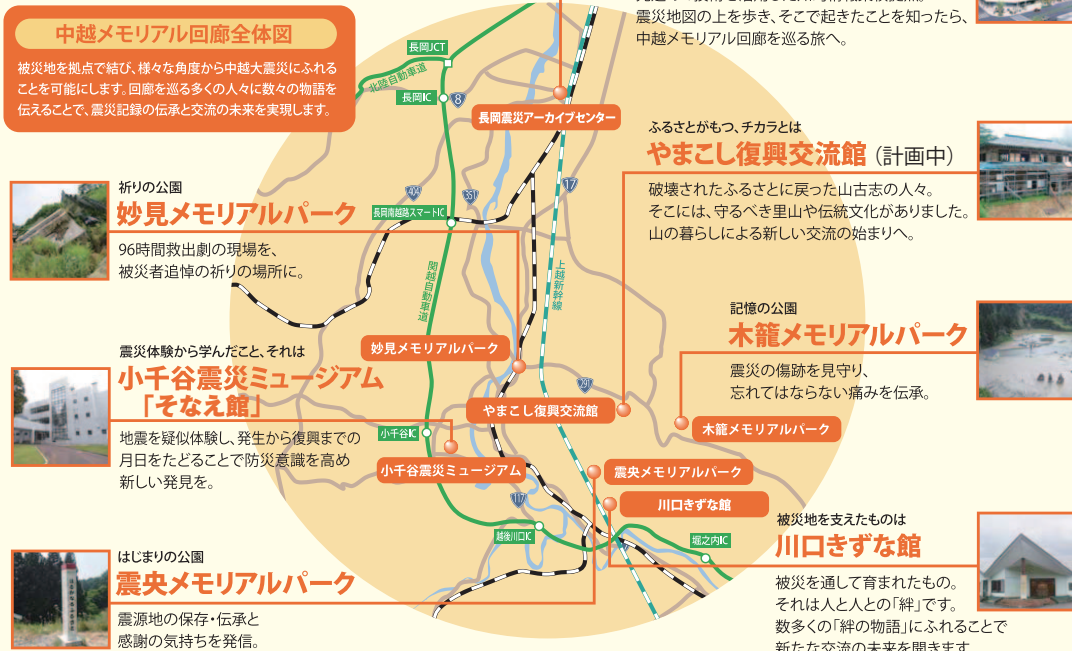 中越メモリアル回廊全体図
被災地を拠点で結び、様々な角度から中越大震災にふれる
ことを可能にします。回廊を巡る多くの人々に数々の物語を
伝えることで、震災記録の伝承と交流の未来を実現します。
震災地図の上を歩き、そこで起きたことを知ったら、
中越メモリアル回廊を巡る旅へ。
祈りの公園
妙見メモリアルパーク
96時間救出劇の現場を、
被災者追悼の祈りの場所に。
震災体験から学んだこと、それは
小千谷震災ミュージアム
「そなえ館」
地震を疑似体験し、発生から復興までの
月日をたどることで防災意識を高め
新しい発見を。
はじまりの公園
震央メモリアルパーク
震源地の保存・伝承と
感謝の気持ちを発信。
長岡JCT
北陸自動車道
長岡IC
8
長岡震災アーカイブセンター
17
404
351
長岡南越路スマートIC
関越自動車道
上越新幹線
妙見メモリアルパーク
291
やまこし復興交流館
木籠メモリアルパーク
小千谷IC
小千谷震災ミュージアム
震央メモリアルパーク
117
川口きずな館
越後川口IC
堀之内IC
ふるさとがもつ、チカラとは
やまこし復興交流館（計画中）
破壊されたふるさとに戻った山古志の人々。
そこには、守るべき里山や伝統文化がありました。
山の暮らしによる新しい交流の始まりへ。
記憶の公園
木籠メモリアルパーク
震災の傷跡を見守り、
忘れてはならない痛みを伝承。
被災地を支えたものは
川口きずな館
被災を通して育まれたもの。
それは人と人との「絆」です。
数多くの「絆の物語」にふれることで
新たな交流の未来を開きます